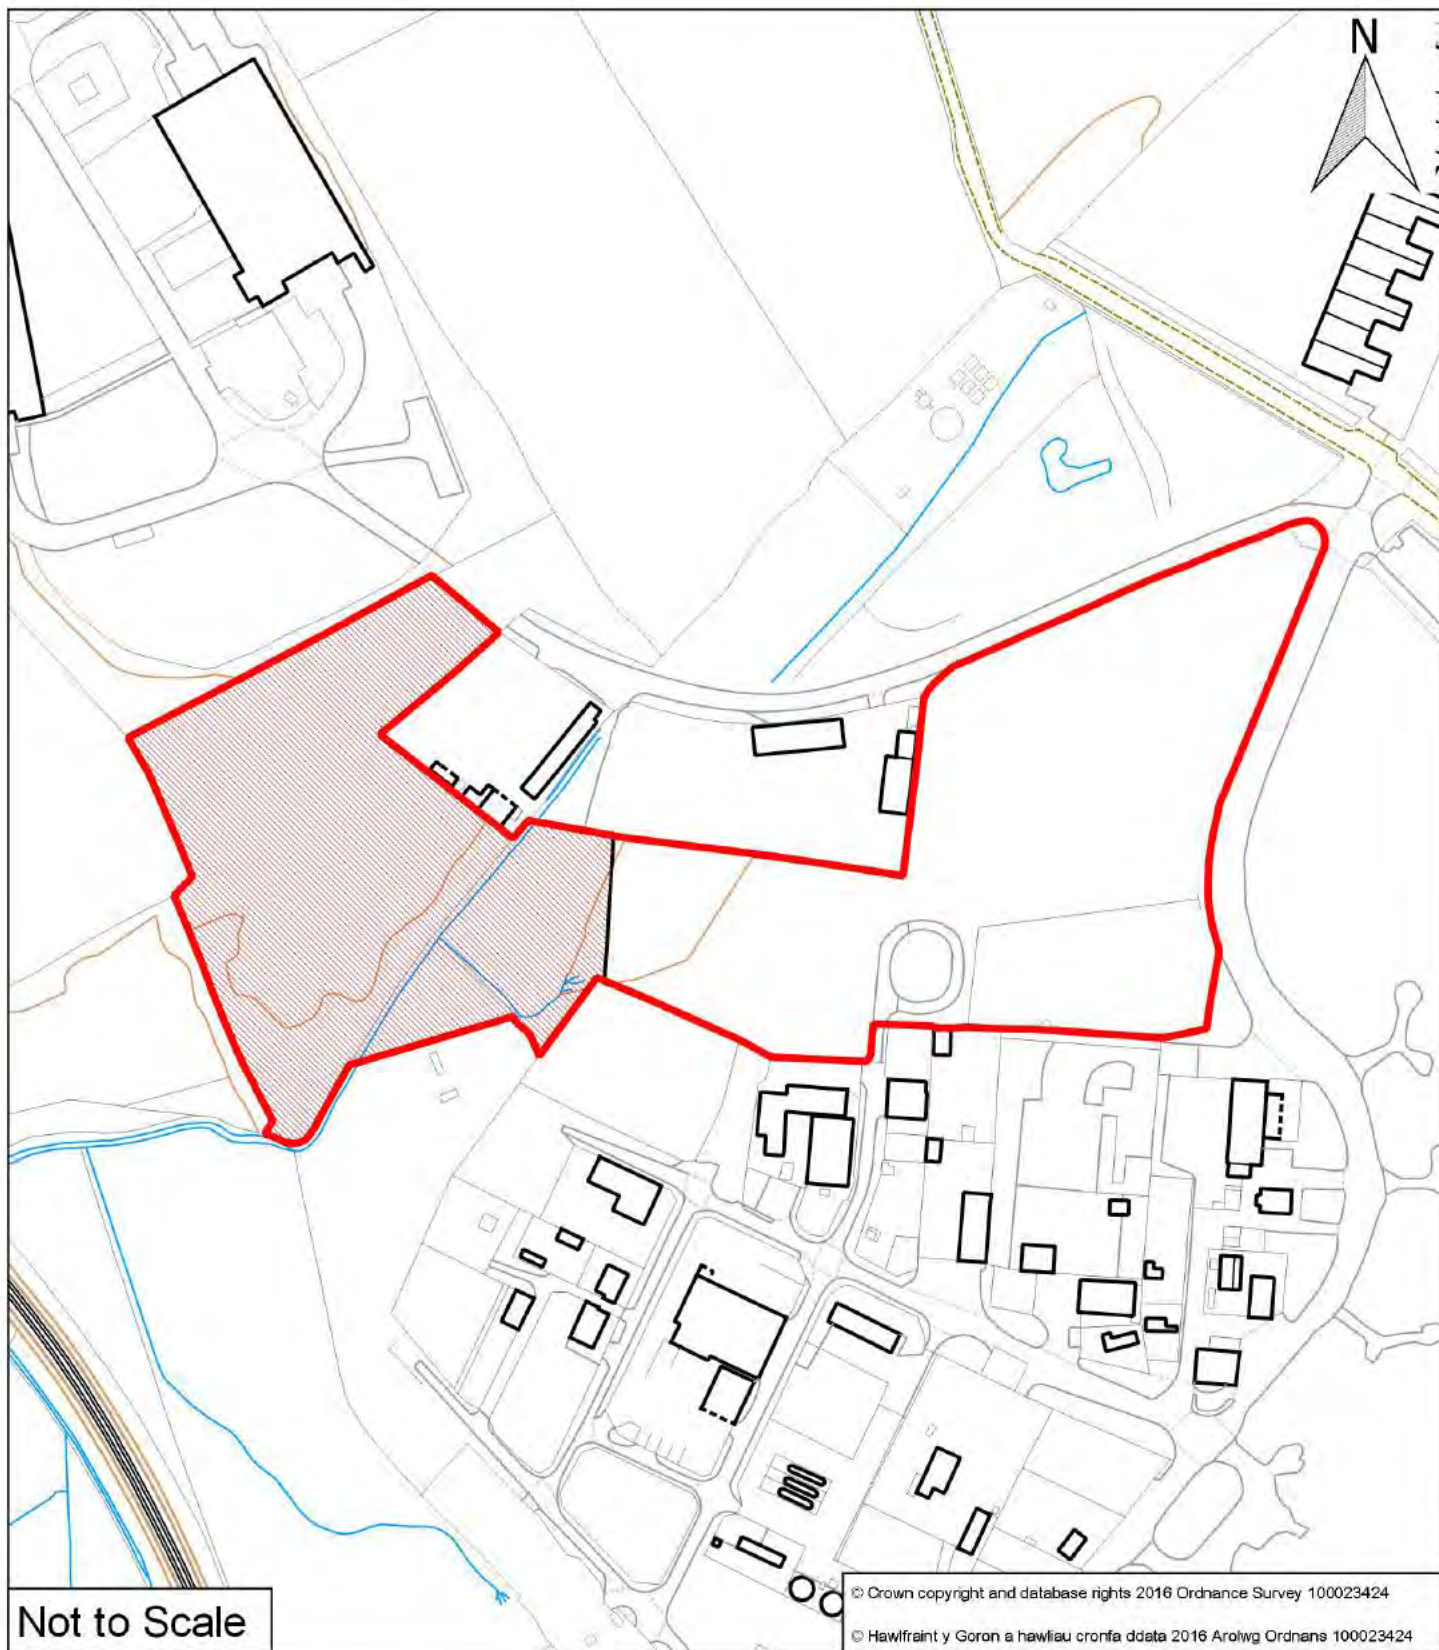 N
Not to Scale
© Crown copyright and database rights 2016 Ordnance Survey 100023424
© Hawlfraint y Goron a hawliau cronfa ddata 2016 Arolwg Ordnans 100023424